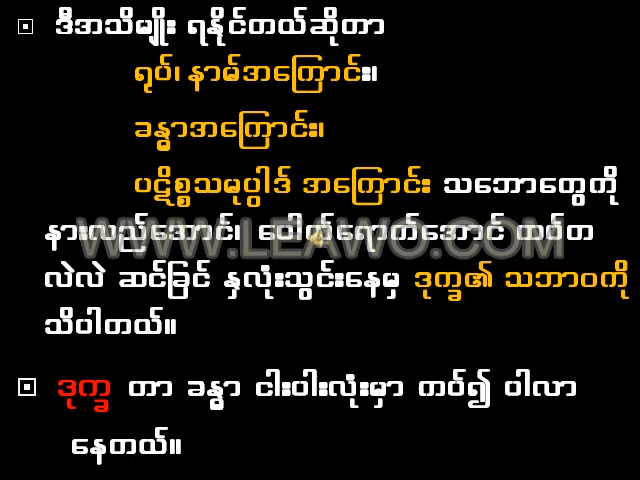 ဒီအသိမျိုး ရနိုင်တယ်ဆိုတာ
ရုပ်၊ နာမ်အကြောင်း၊
ခန္ဓာအကြောင်း၊
ပဋိစ္စသမုပ္ပါဒ် အကြောင်း သဘောတွေကို
နားလည်အောင်၊ ပေါက်ရောက်အောင် ထပ်တ
လဲလဲ ဆင်ခြင် နှလုံးသွင်းနေမှ ဒုက္ခ၏ သဘာဝကို
သိပါတယ်။
ဒုက္ခ တာ ခန္ဓာ ငါးပါးလုံးမှာ ကပ်၍ ပါလာ
နေတယ်။
WWW.LEAWO.COM